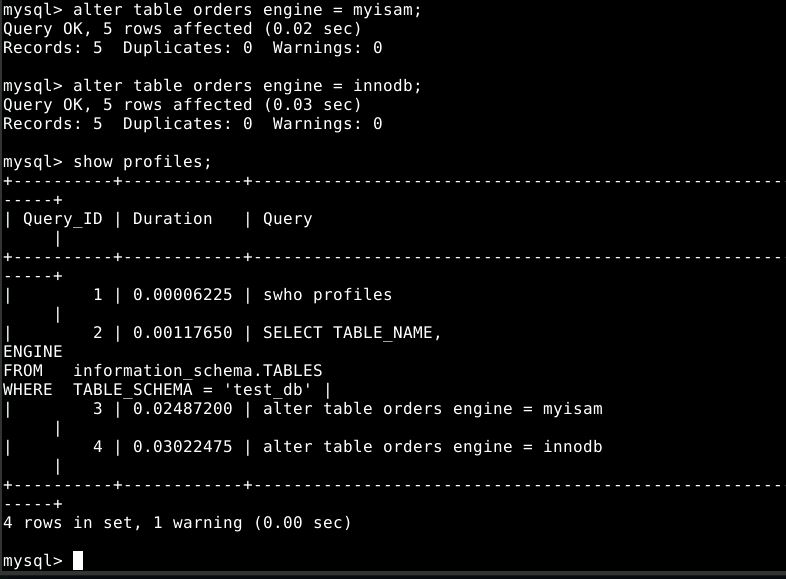 mysql> alter table orders engine = myisam;
Query OK, 5 rows affected (0.02 sec)
Records: 5  Duplicates: 0  Warnings: 0

mysql> alter table orders engine = innodb;
Query OK, 5 rows affected (0.03 sec)
Records: 5  Duplicates: 0  Warnings: 0

mysql> show profiles;
+----------+------------+-----------------------------------------------------
-----+
| Query_ID | Duration   | Query
     |
+----------+------------+-----------------------------------------------------
-----+
|        1 | 0.00006225 | swho profiles
     |
|        2 | 0.00117650 | SELECT TABLE_NAME,
ENGINE
FROM   information_schema.TABLES
WHERE  TABLE_SCHEMA = 'test_db' |
|        3 | 0.02487200 | alter table orders engine = myisam
     |
|        4 | 0.03022475 | alter table orders engine = innodb
     |
+----------+------------+-----------------------------------------------------
-----+
4 rows in set, 1 warning (0.00 sec)

mysql>